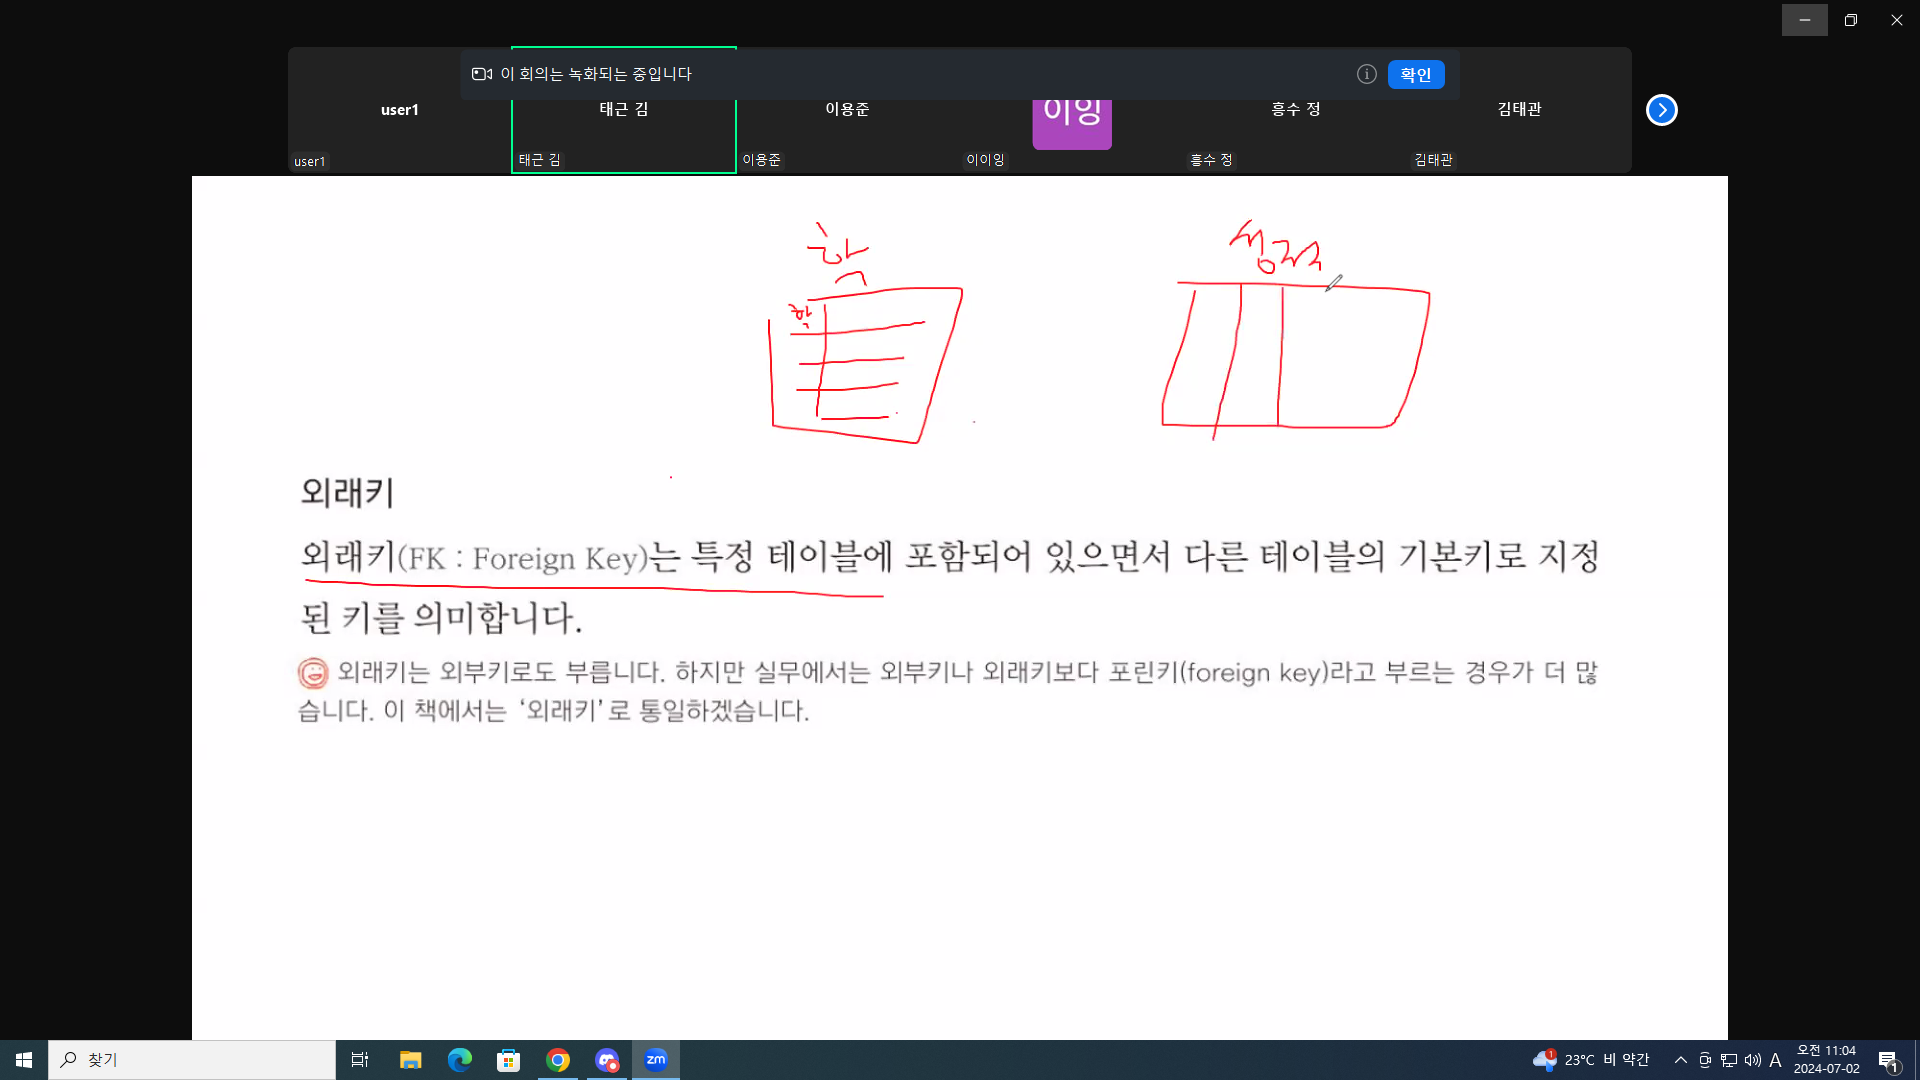 이 회의는 녹화되는 중입니다
확인
user1
태근 김
이용준
이잉
흥수 정
김태관
user1
태근 김
이용준
이이잉
흥수 정
김태관
학
성적
학
외래키
외래키(FK : Foreign Key)는 특정 테이블에 포함되어 있으면서 다른 테이블의 기본키로 지정
된 키를 의미합니다.
외래키는 외부키로도 부릅니다. 하지만 실무에서는 외부키나 외래키보다 포린키(foreign key)라고 부르는 경우가 더 많
습니다. 이 책에서는 ‘외래키’로 통일하겠습니다.
찾기
zm
1
23°C 비 약간
A
오전 11:04
2024-07-02
1